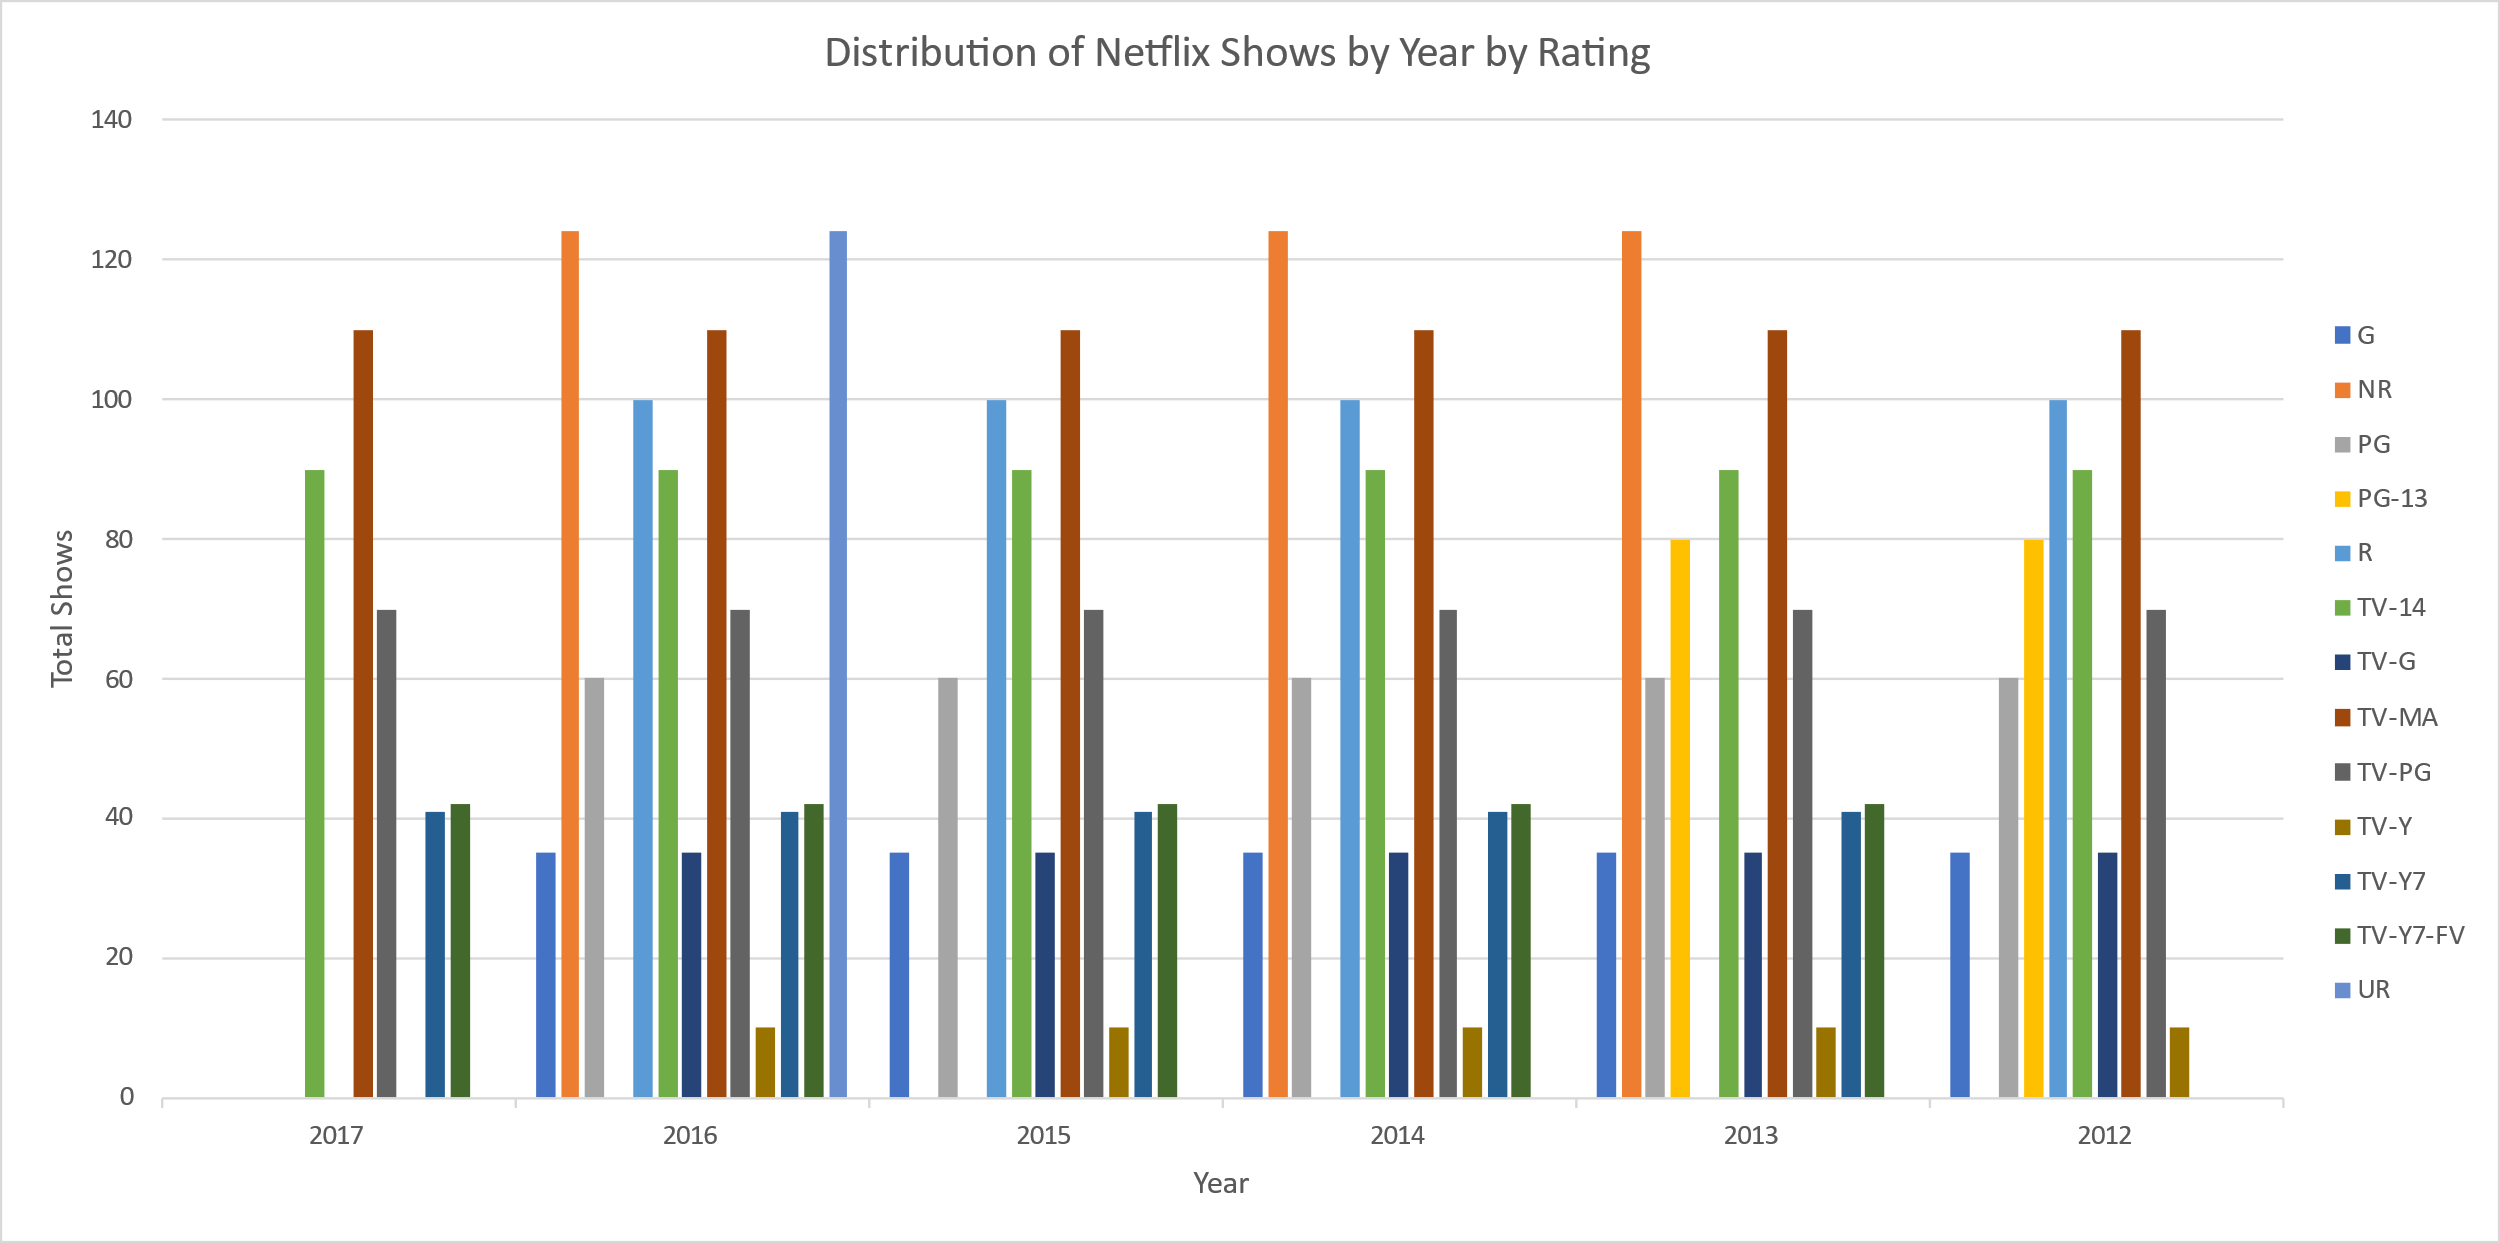 Distribution of Netflix Shows by Year by Rating
140
120
100
80
60
40
20
0
Total Shows
2017
2016
2015
2014
2013
2012
Year
G
NR
PG
PG-13
R
TV-14
TV-G
TV-MA
TV-PG
TV-Y
TV-Y7
TV-Y7-FV
UR